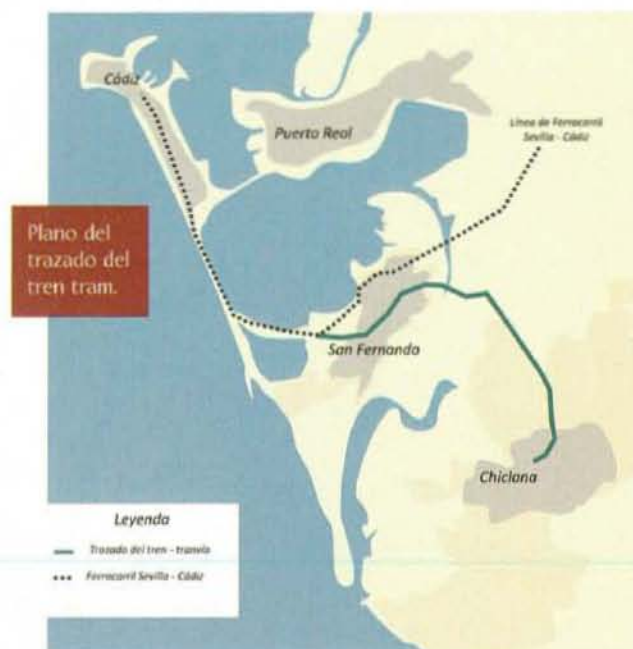 Cádiz
Puerto Real
Línea de Ferrocarril
Sevilla - Cádiz
Plano del
trazado del
tren tram.
San Fernando
Chiclana
Leyenda
Trazado del tren - tranvía
Ferrocarril Sevilla - Cádiz